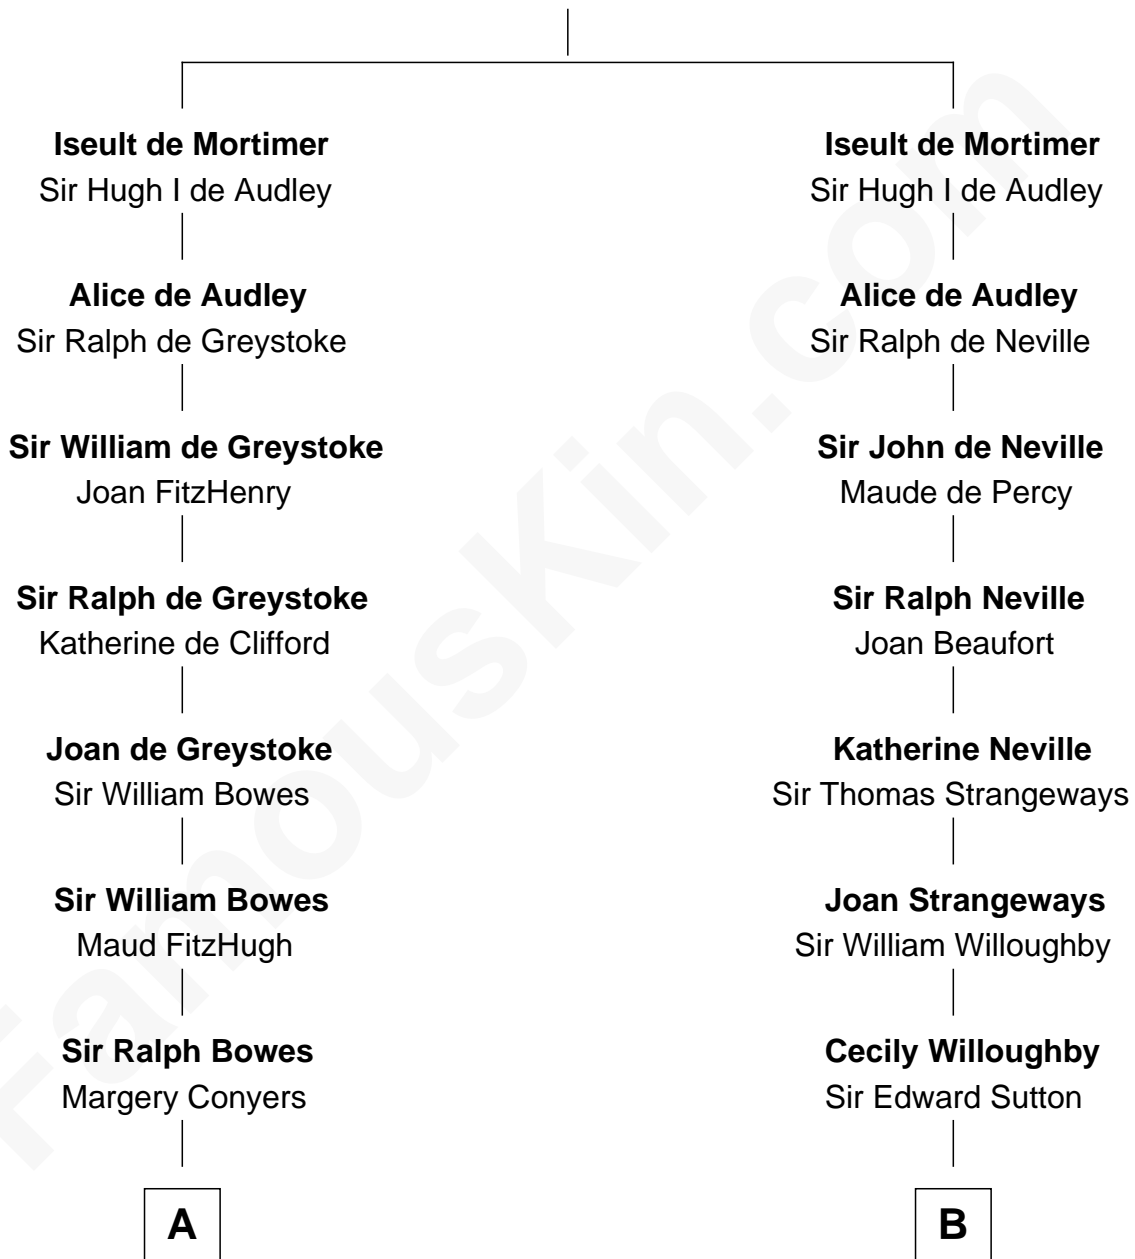 Iseult de Mortimer
Sir Hugh I de Audley
Alice de Audley
Sir Ralph de Greystoke
Sir William de Greystoke
Joan FitzHenry
Sir Ralph de Greystoke
Katherine de Clifford
Joan de Greystoke
Sir William Bowes
Sir William Bowes
Maud FitzHugh
Sir Ralph Bowes
Margery Conyers
A
Iseult de Mortimer
Sir Hugh I de Audley
Alice de Audley
Sir Ralph de Neville
Sir John de Neville
Maude de Percy
Sir Ralph Neville
Joan Beaufort
Katherine Neville
Sir Thomas Strangeways
Joan Strangeways
Sir William Willoughby
Cecily Willoughby
Sir Edward Sutton
B
FamousKin.com